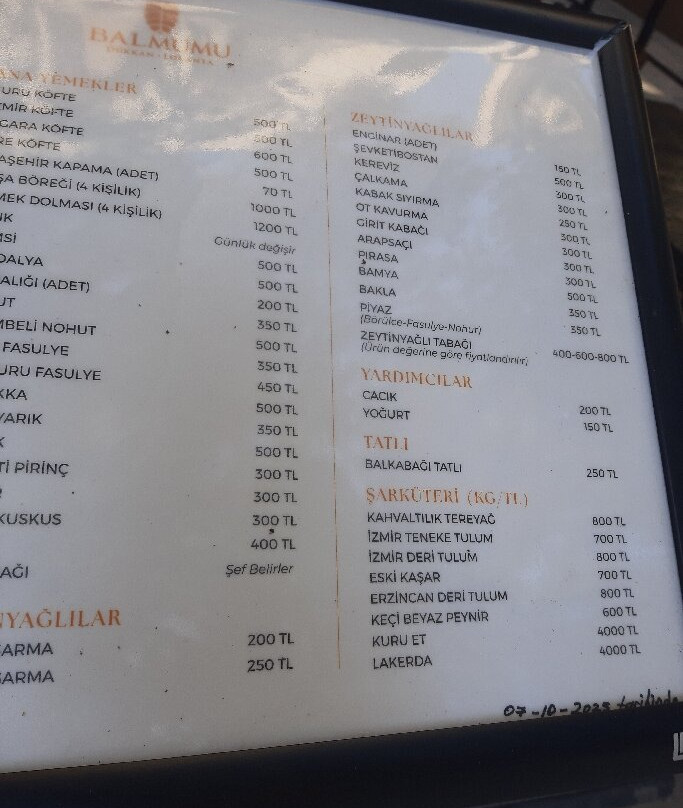 BALMUMU
ANA YEMEKLER
URU KÖFTE 500 TL
MİR KÖFTE 500 TL
GARA KÖFTE 600 TL
RE KÖFTE 500 TL
AŞEHİR KAPAMA (ADET) 70 TL
ŞA BÖREĞİ (4 KİŞİLİK) 1000 TL
MEK DOLMASI (4 KİŞİLİK) 1200 TL
IK Günlük değişir
MSİ 500 TL
DALYA 500 TL
ALIĞI (ADET) 200 TL
UT 350 TL
MBELİ NOHUT 500 TL
FASULYE 350 TL
URU FASULYE 450 TL
KKA 500 TL
YARIK 350 TL
K 500 TL
Tİ PİRİNÇ 300 TL
R 300 TL
KUSKUS 300 TL
400 TL
AĞI Şef Belirler
NYAĞLILAR
SARMA 200 TL
SARMA 250 TL
ZEYTİNYAĞLILAR
ENGİNAR (ADET) 150 TL
ŞEVKETİBOSTAN 500 TL
KEREVİZ 300 TL
ÇALKAMA 300 TL
KABAK SIYIRMA 250 TL
OT KAVURMA 300 TL
GİRİT KABAĞI 300 TL
ARAPSAÇI 300 TL
PIRASA 300 TL
BAMYA 500 TL
BAKLA 350 TL
PİYAZ 350 TL
(Börülce-Fasulye-Nohut)
ZEYTİNYAĞLI TABAĞI 400-600-800 TL
(Ürün değerine göre fiyatlandırılır)
YARDIMCILAR
CACIK 200 TL
YOĞURT 150 TL
TATLI
BALKABAĞI TATLI 250 TL
ŞARKÜTERİ (KG/TL)
KAHVALTILIK TEREYAĞ 800 TL
İZMİR TENEKE TULUM 700 TL
İZMİR DERİ TULUM 800 TL
ESKİ KAŞAR 700 TL
ERZİNCAN DERİ TULUM 800 TL
KEÇİ BEYAZ PEYNİR 600 TL
KURU ET 4000 TL
LAKERDA 4000 TL
07-10-2025 tarihinde